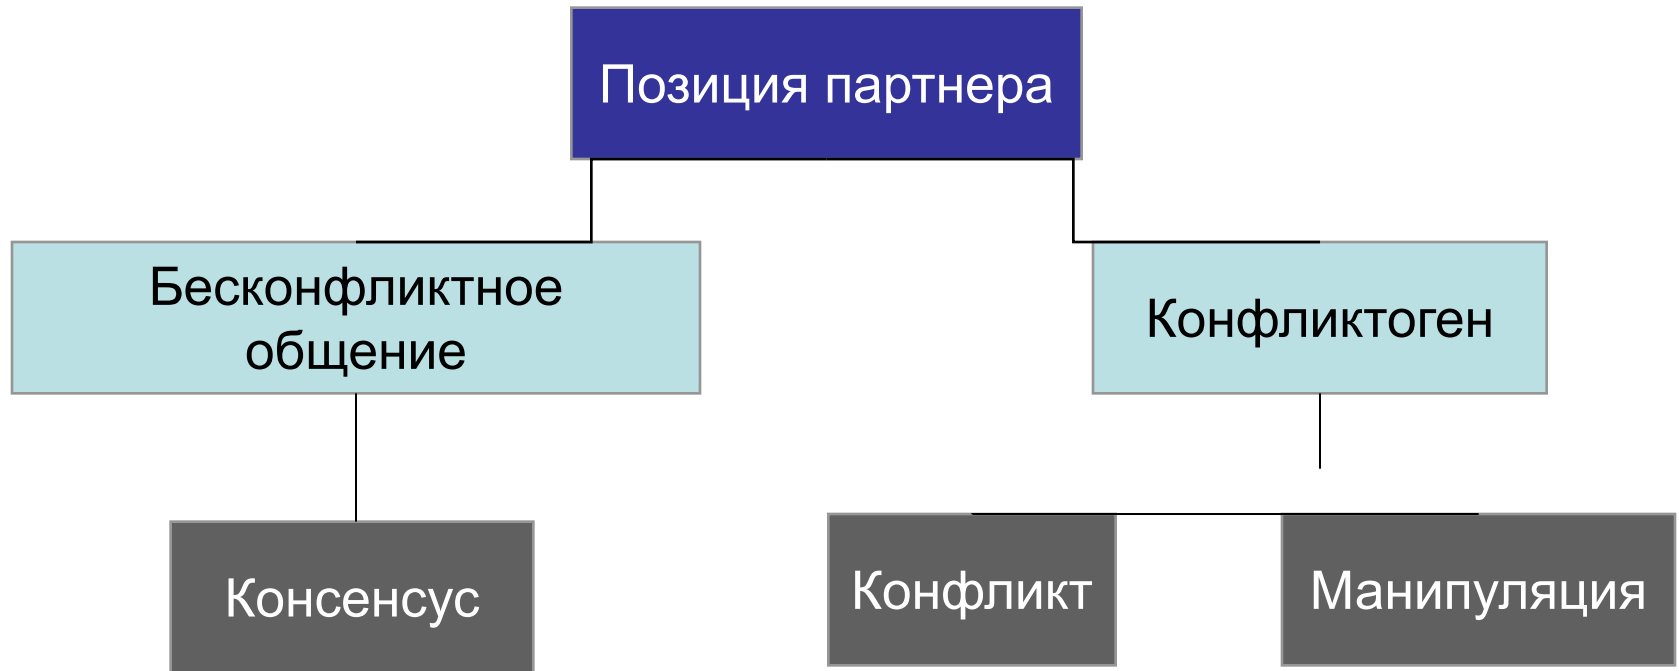 Позиция партнера
Бесконфликтное
общение
Конфликтоген
Консенсус
Конфликт
Манипуляция